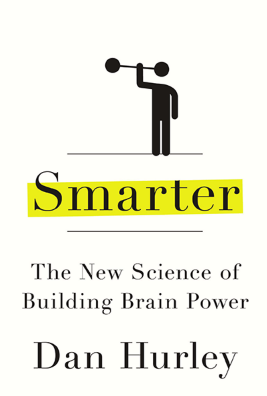 Smarter
The New Science of
Building Brain Power
Dan Hurley